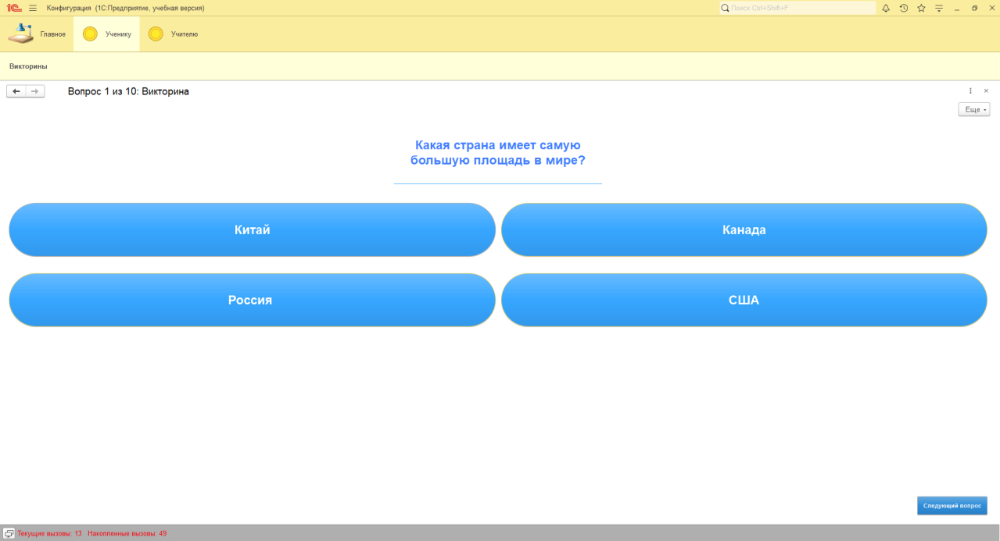 1С Конфигурация (1С:Предприятие, учебная версия) Поиск Ctrl+Shift+F
Главное Ученику Учителю
Викторины
Вопрос 1 из 10: Викторина
Еще
Какая страна имеет самую
большую площадь в мире?
Китай Канада
Россия США
Следующий вопрос
Текущие вызовы: 13 Накопленные вызовы: 49